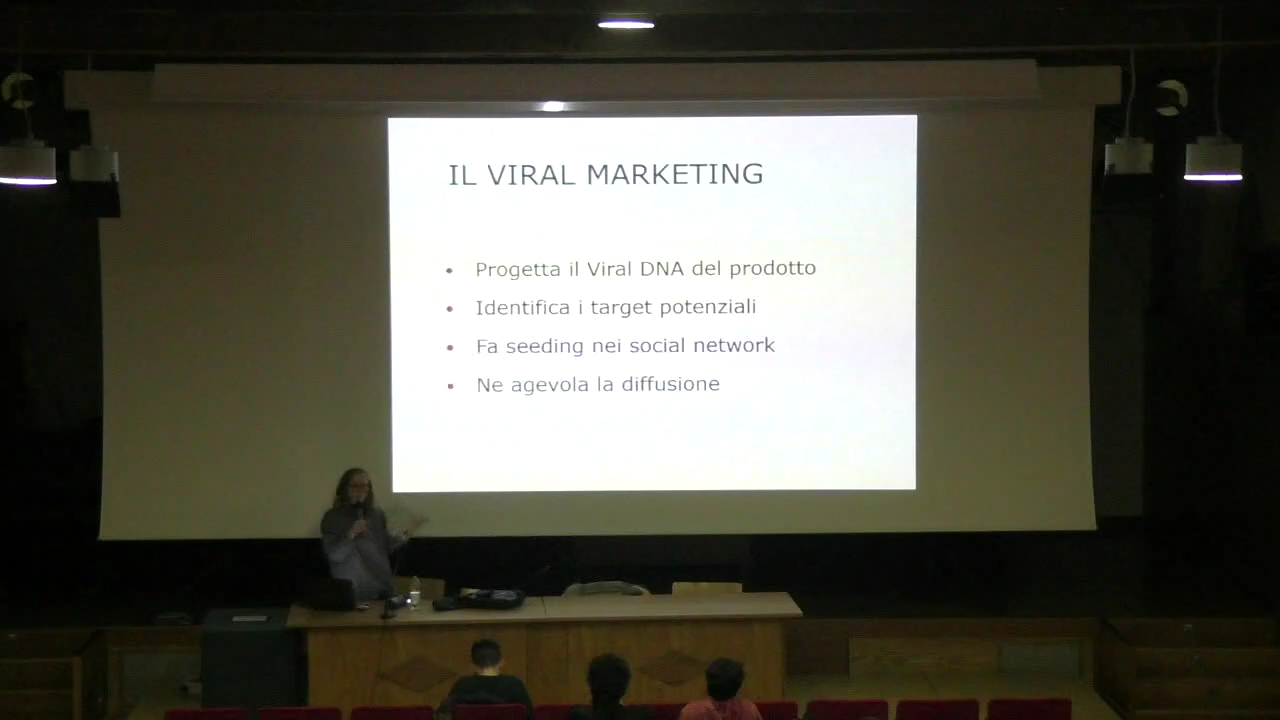 IL VIRAL MARKETING
Progetta il Viral DNA del prodotto
Identifica i target potenziali
Fa seeding nei social network
Ne agevola la diffusione